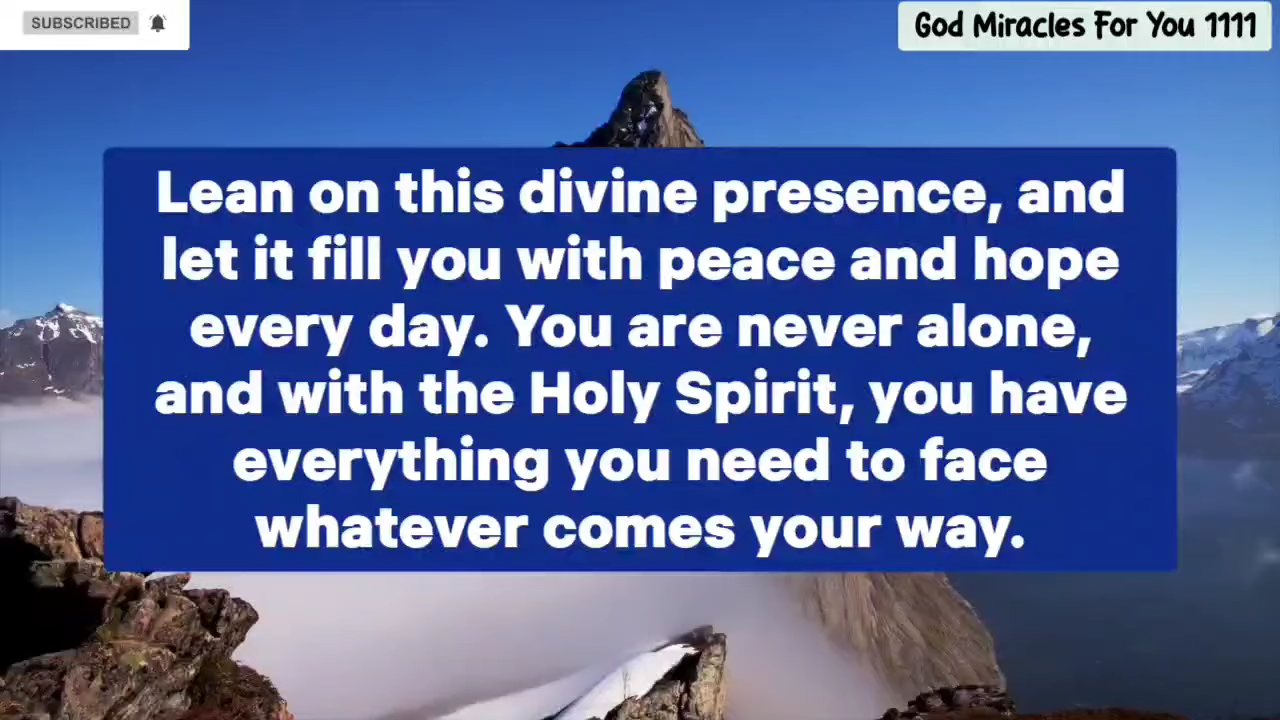 SUBSCRIBED
God Miracles For You 1111
Lean on this divine presence, and
let it fill you with peace and hope
every day. You are never alone,
and with the Holy Spirit, you have
everything you need to face
whatever comes your way.